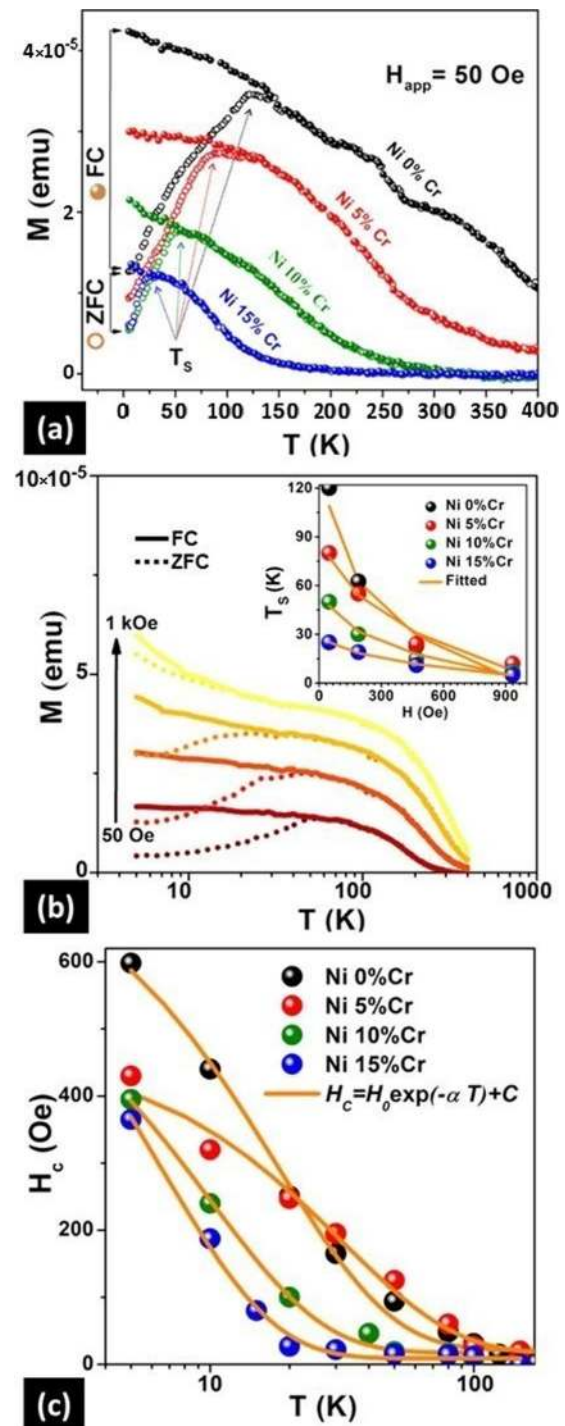 4×10⁻⁵
2
0
M (emu)
FC
ZFC
H_app= 50 Oe
Ni 0% Cr
Ni 5% Cr
Ni 10% Cr
Ni 15% Cr
T_S
0 50 100 150 200 250 300 350 400
T (K)
(a)
10×10⁻⁵
5
0
M (emu)
FC
ZFC
1 kOe
50 Oe
120
90
60
30
0
T_S (K)
Ni 0%Cr
Ni 5%Cr
Ni 10%Cr
Ni 15%Cr
Fitted
0 300 600 900
H (Oe)
10 100 1000
T (K)
(b)
600
400
200
0
H_c (Oe)
Ni 0%Cr
Ni 5%Cr
Ni 10%Cr
Ni 15%Cr
H_C=H_0exp(-α T)+C
10 100
T (K)
(c)